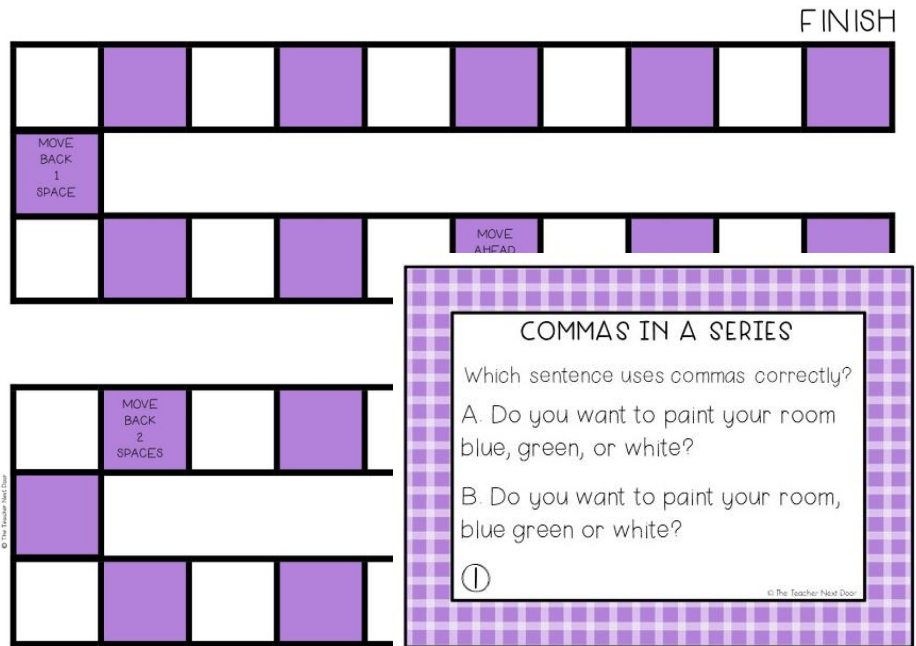 FINISH
MOVE
BACK
1
SPACE
MOVE
AHEAD
COMMAS IN A SERIES
Which sentence uses commas correctly?
A. Do you want to paint your room
blue, green, or white?
B. Do you want to paint your room,
blue green or white?
1
© The Teacher Next Door
MOVE
BACK
2
SPACES
© The Teacher Next Door